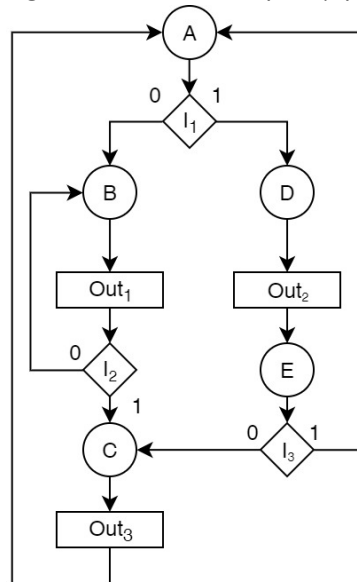 A
0 1
I₁
B D
Out₁ Out₂
0 I₂ E
1
C 0 I₃ 1
Out₃